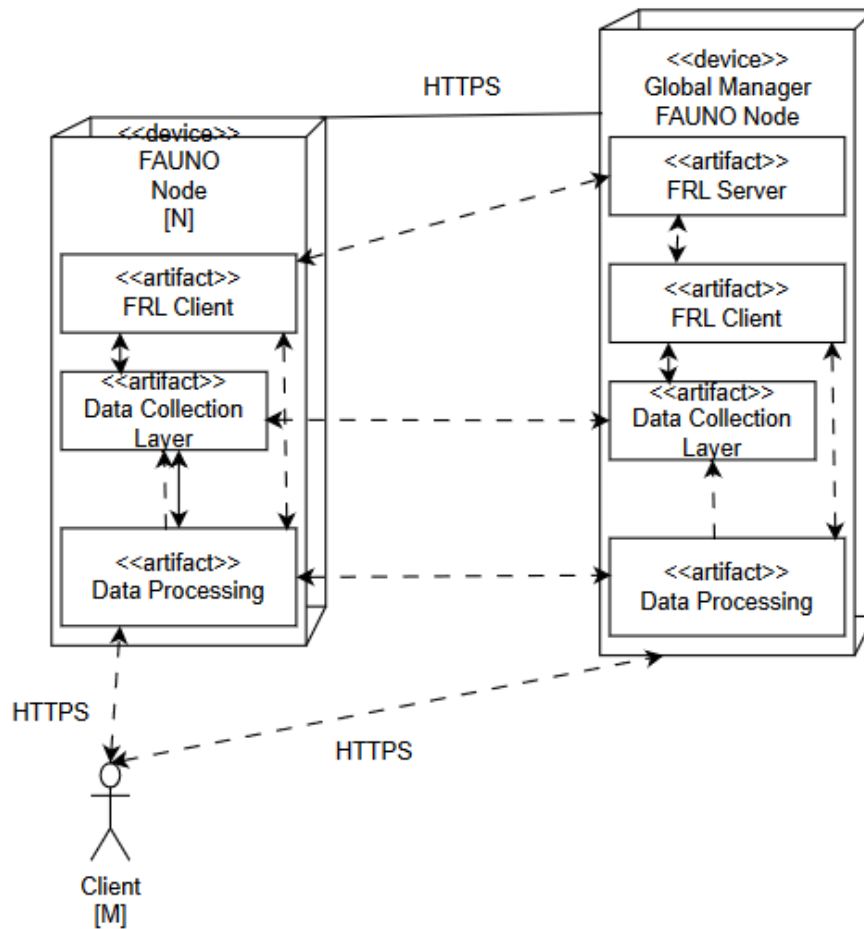 HTTPS
<<device>>
Global Manager
FAUNO Node
<<artifact>>
FRL Server
<<artifact>>
FRL Client
<<artifact>>
Data Collection
Layer
<<artifact>>
Data Processing
<<device>>
FAUNO
Node
[N]
<<artifact>>
FRL Client
<<artifact>>
Data Collection
Layer
<<artifact>>
Data Processing
HTTPS
HTTPS
Client
[M]